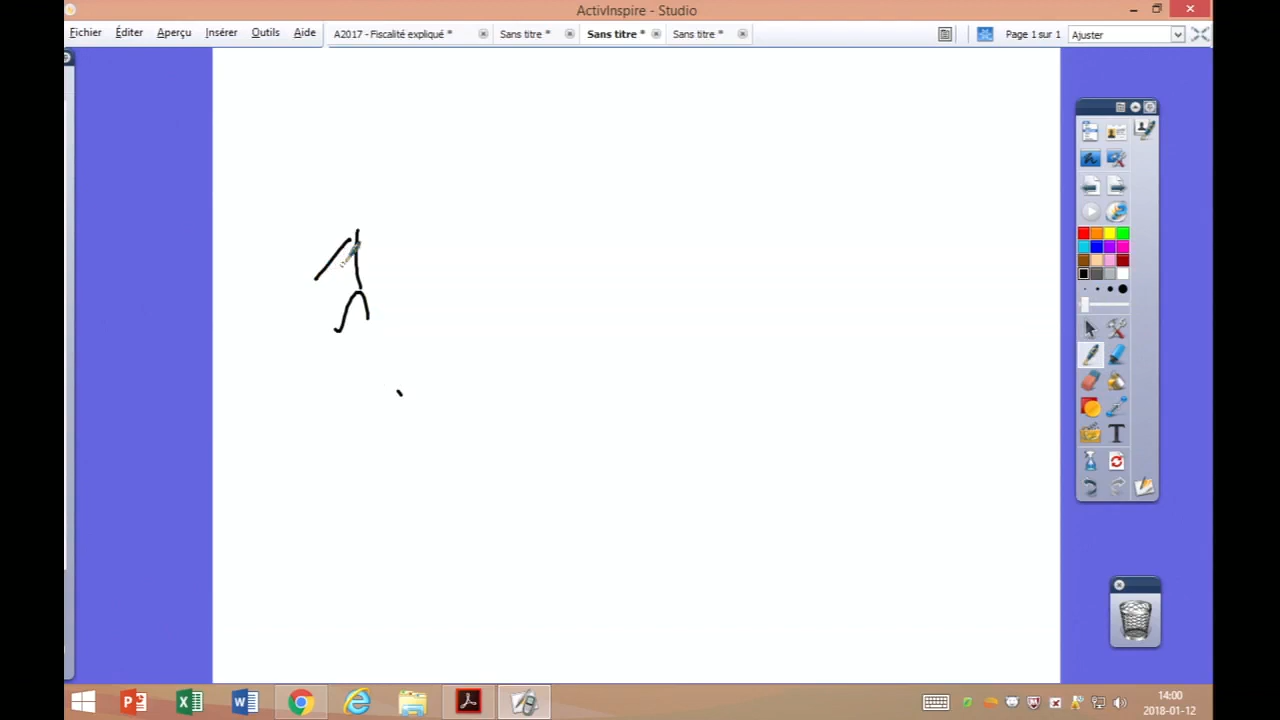 ActivInspire - Studio
Fichier Éditer Aperçu Insérer Outils Aide
A2017 - Fiscalité expliqué * Sans titre * Sans titre * Sans titre *
Page 1 sur 1 Ajuster
T
P X W
14:00
2018-01-12